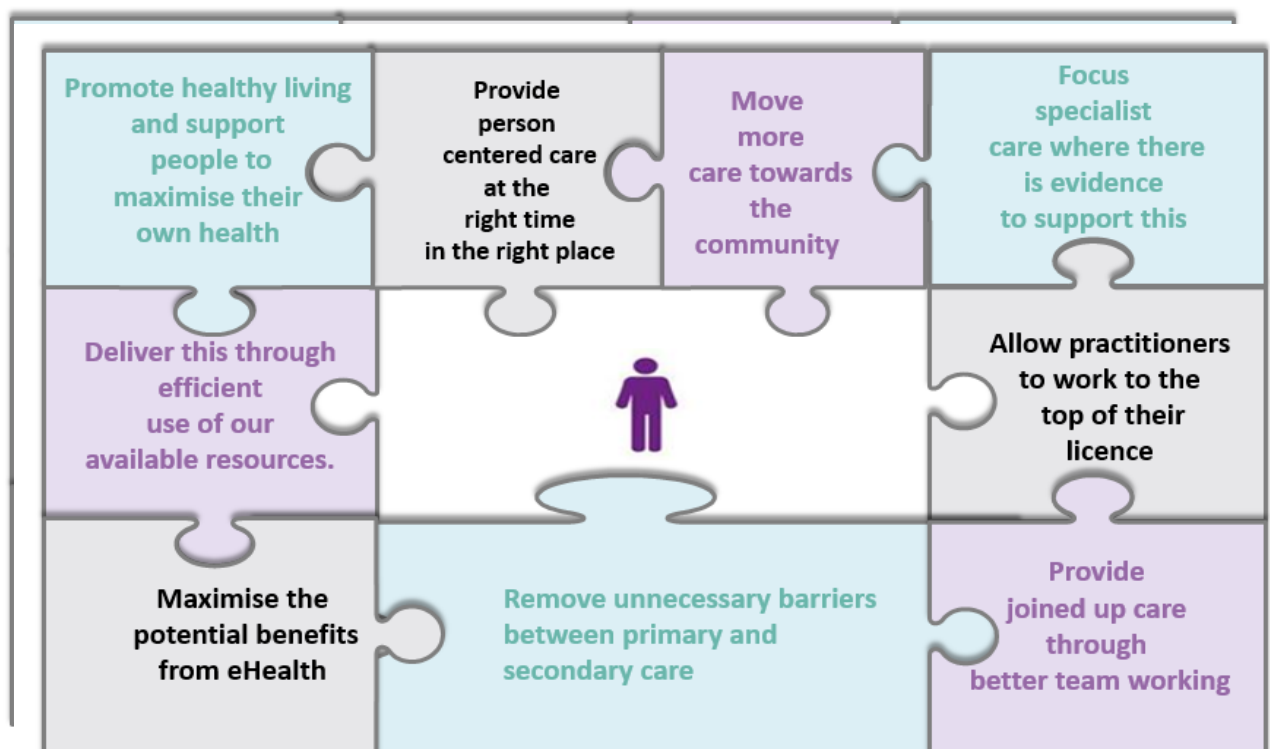 Promote healthy living
and support
people to
maximise their
own health
Provide
person
centered care
at the
right time
in the right place
Move
more
care towards
the
community
Focus
specialist
care where there
is evidence
to support this
Deliver this through
efficient
use of our
available resources.
Allow practitioners
to work to the
top of their
licence
Maximise the
potential benefits
from eHealth
Remove unnecessary barriers
between primary and
secondary care
Provide
joined up care
through
better team working